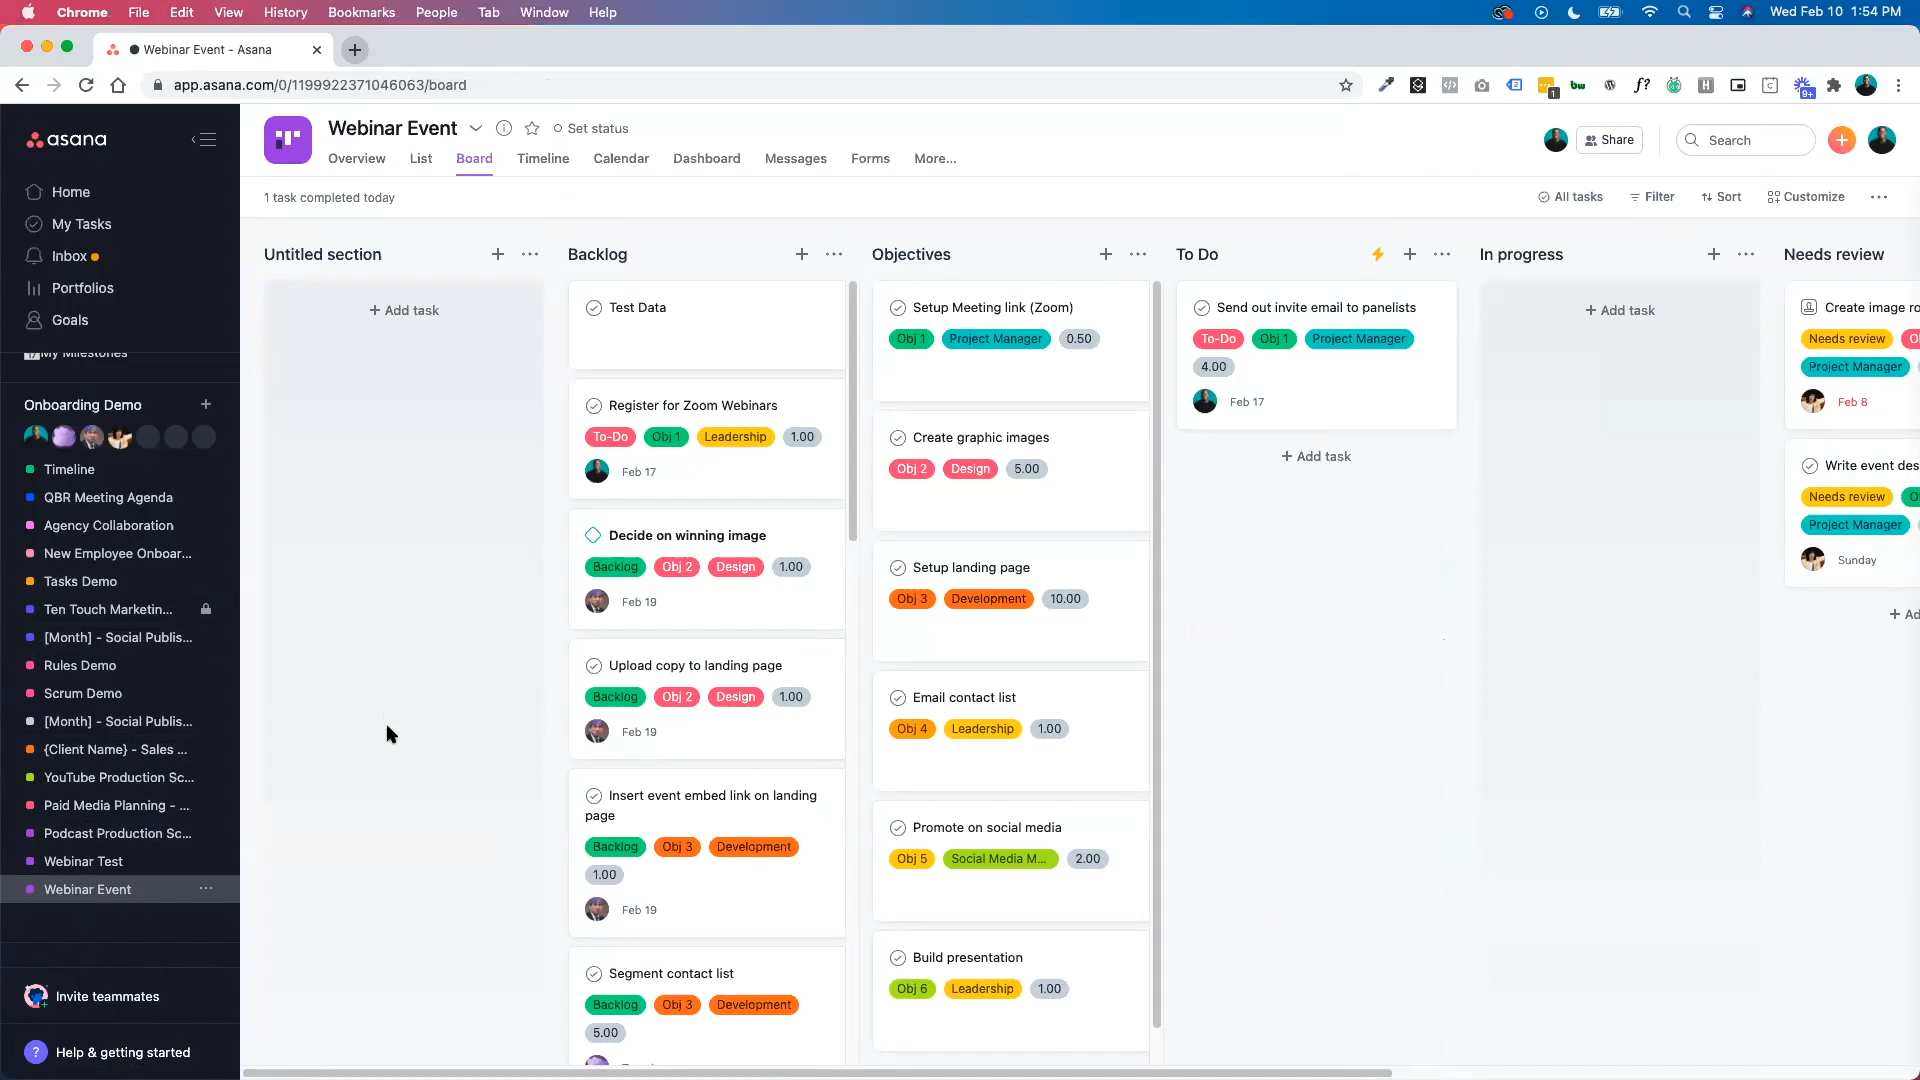 Chrome File Edit View History Bookmarks People Tab Window Help Wed Feb 10 1:54 PM
Webinar Event - Asana
app.asana.com/0/1199922371046063/board
f?
bw
1
9+
asana
Home
My Tasks
Inbox
Portfolios
Goals
My Milestones
Onboarding Demo
Timeline
QBR Meeting Agenda
Agency Collaboration
New Employee Onboar...
Tasks Demo
Ten Touch Marketin...
[Month] - Social Publis...
Rules Demo
Scrum Demo
[Month] - Social Publis...
{Client Name} - Sales ...
YouTube Production Sc...
Paid Media Planning - ...
Podcast Production Sc...
Webinar Test
Webinar Event
Invite teammates
? Help & getting started
Webinar Event Set status
Overview List Board Timeline Calendar Dashboard Messages Forms More...
Share
Search
1 task completed today
All tasks Filter Sort Customize
Untitled section
+ Add task
Backlog
Test Data
Register for Zoom Webinars
To-Do Obj 1 Leadership 1.00
Feb 17
Decide on winning image
Backlog Obj 2 Design 1.00
Feb 19
Upload copy to landing page
Backlog Obj 2 Design 1.00
Feb 19
Insert event embed link on landing
page
Backlog Obj 3 Development
1.00
Feb 19
Segment contact list
Backlog Obj 3 Development
5.00
Objectives
Setup Meeting link (Zoom)
Obj 1 Project Manager 0.50
Create graphic images
Obj 2 Design 5.00
Setup landing page
Obj 3 Development 10.00
Email contact list
Obj 4 Leadership 1.00
Promote on social media
Obj 5 Social Media M... 2.00
Build presentation
Obj 6 Leadership 1.00
To Do
Send out invite email to panelists
To-Do Obj 1 Project Manager
4.00
Feb 17
+ Add task
In progress
+ Add task
Needs review
Create image ro
Needs review O
Project Manager
Feb 8
Write event des
Needs review O
Project Manager
Sunday
+ Ad